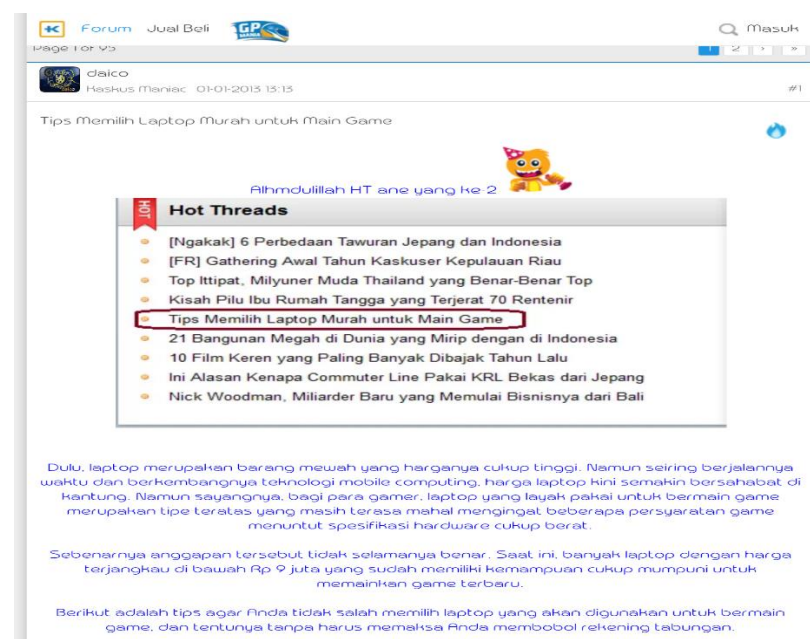 Forum Jual Beli GP MANIA Masuk
Page 1 of 95 1 2 › »
daico
Kaskus Maniac 01-01-2013 13:13 #1
Tips Memilih Laptop Murah untuk Main Game
Alhmdulillah HT ane yang ke-2
HOT Hot Threads
[Ngakak] 6 Perbedaan Tawuran Jepang dan Indonesia
[FR] Gathering Awal Tahun Kaskuser Kepulauan Riau
Top Ittipat, Milyuner Muda Thailand yang Benar-Benar Top
Kisah Pilu Ibu Rumah Tangga yang Terjerat 70 Rentenir
Tips Memilih Laptop Murah untuk Main Game
21 Bangunan Megah di Dunia yang Mirip dengan di Indonesia
10 Film Keren yang Paling Banyak Dibajak Tahun Lalu
Ini Alasan Kenapa Commuter Line Pakai KRL Bekas dari Jepang
Nick Woodman, Miliarder Baru yang Memulai Bisnisnya dari Bali
Dulu, laptop merupakan barang mewah yang harganya cukup tinggi. Namun seiring berjalannya
waktu dan berkembangnya teknologi mobile computing, harga laptop kini semakin bersahabat di
kantung. Namun sayangnya, bagi para gamer, laptop yang layak pakai untuk bermain game
merupakan tipe teratas yang masih terasa mahal mengingat beberapa persyaratan game
menuntut spesifikasi hardware cukup berat.
Sebenarnya anggapan tersebut tidak selamanya benar. Saat ini, banyak laptop dengan harga
terjangkau di bawah Rp 9 juta yang sudah memiliki kemampuan cukup mumpuni untuk
memainkan game terbaru.
Berikut adalah tips agar Anda tidak salah memilih laptop yang akan digunakan untuk bermain
game, dan tentunya tanpa harus memaksa Anda membobol rekening tabungan.